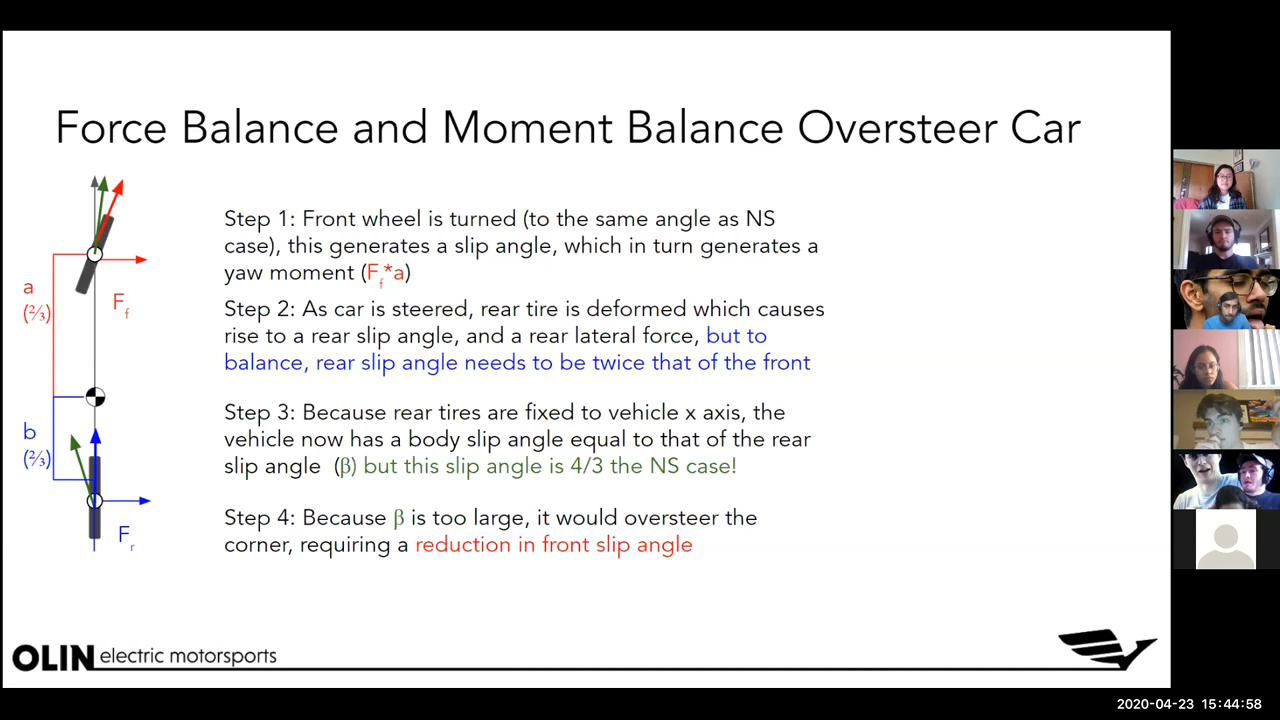 Force Balance and Moment Balance Oversteer Car
Step 1: Front wheel is turned (to the same angle as NS
case), this generates a slip angle, which in turn generates a
yaw moment (Ff*a)
Step 2: As car is steered, rear tire is deformed which causes
rise to a rear slip angle, and a rear lateral force, but to
balance, rear slip angle needs to be twice that of the front
Step 3: Because rear tires are fixed to vehicle x axis, the
vehicle now has a body slip angle equal to that of the rear
slip angle (β) but this slip angle is 4/3 the NS case!
Step 4: Because β is too large, it would oversteer the
corner, requiring a reduction in front slip angle
a
(⅔)
Ff
b
(⅔)
Fr
OLIN electric motorsports
2020-04-23 15:44:58